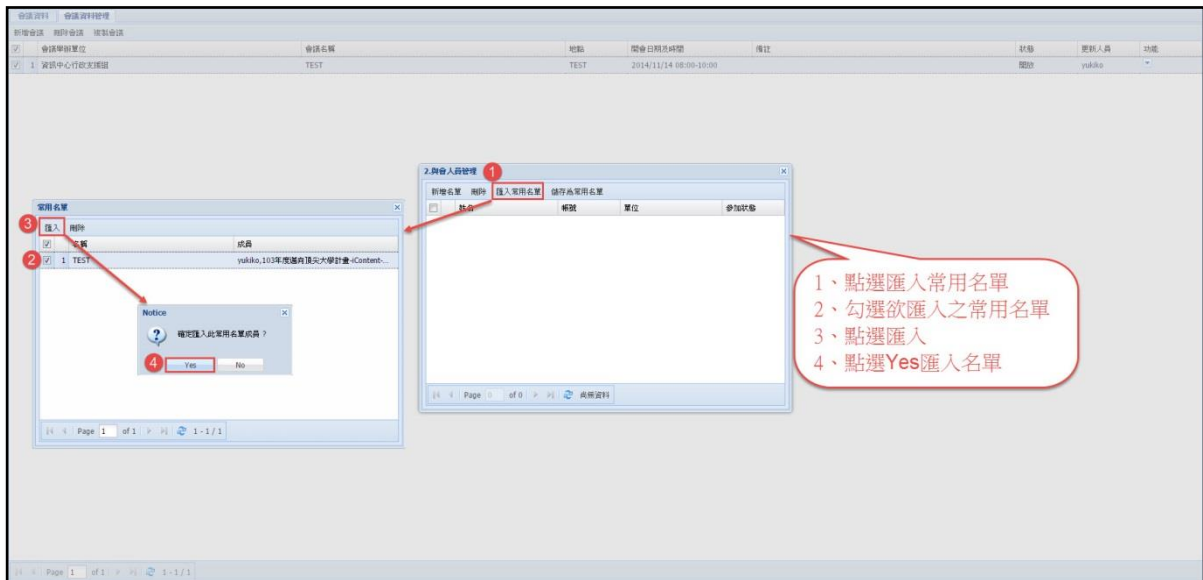 會議資料 會議資料管理
新增會議 刪除會議 複製會議
會議舉辦單位 會議名稱 地點 開會日期及時間 備註 狀態 更新人員 功能
1 資訊中心行政支援組 TEST TEST 2014/11/14 08:00-10:00 開放 yukiko
2.與會人員管理 1
新增名單 刪除 匯入常用名單 儲存為常用名單
姓名 帳號 單位 參加狀態
常用名單
3 匯入 刪除
名稱 成員
2 1 TEST yukiko,103年度邁向頂尖大學計畫-iContent-...
Notice
確定匯入此常用名單成員？
4 Yes No
Page 1 of 1 1 - 1 / 1
Page 0 of 0 尚無資料
1、點選匯入常用名單
2、勾選欲匯入之常用名單
3、點選匯入
4、點選Yes匯入名單
Page 1 of 1 1 - 1 / 1